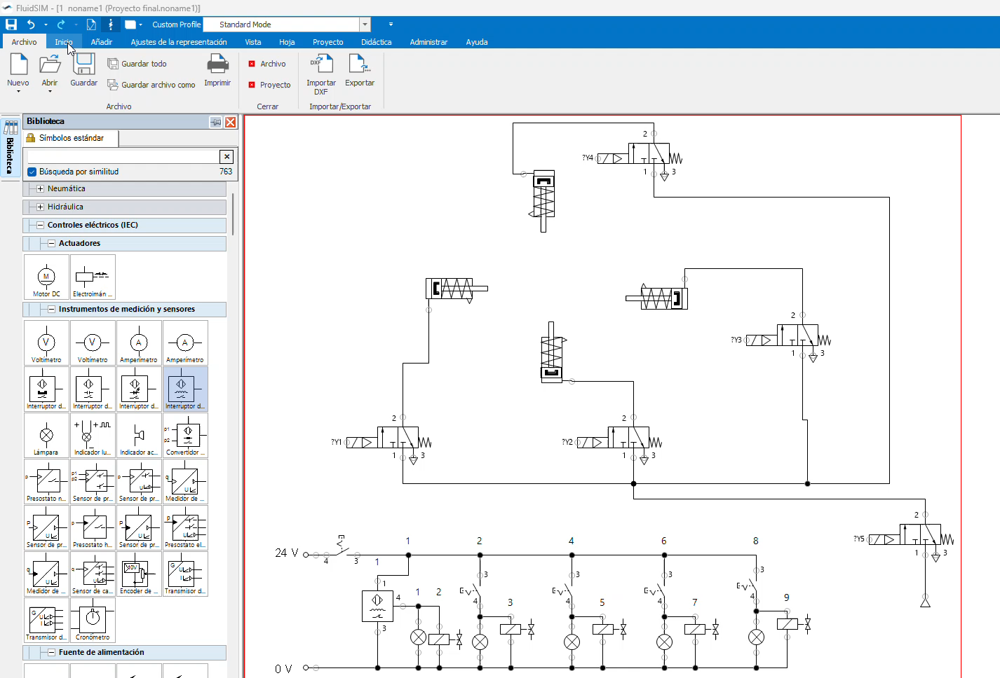 FluidSIM - [1  noname1 (Proyecto final.noname1)]
Custom Profile Standard Mode
Archivo Inicio Añadir Ajustes de la representación Vista Hoja Proyecto Didáctica Administrar Ayuda
Nuevo Abrir Guardar Guardar todo Guardar archivo como Imprimir Archivo Proyecto Importar DXF Exportar
Archivo Cerrar Importar/Exportar
Biblioteca
Biblioteca
Símbolos estándar
Búsqueda por similitud 763
Neumática
Hidráulica
Controles eléctricos (IEC)
Actuadores
M
Motor DC Electroimán ...
Instrumentos de medición y sensores
V V A A
Voltímetro Voltímetro Amperímetro Amperímetro
Interruptor d... Interruptor d... Interruptor d... Interruptor d...
p1 p2
Lámpara Indicador lu... Indicador ac... Convertidor ...
p p1 p2 p U q U
Presostato n... Sensor de pr... Sensor de pr... Medidor de ...
P U p P U p U
Sensor de pr... Presostato h... Sensor de pr... Presostato el...
q U U 10V G U I
Medidor de ... Sensor de ca... Encoder de ... Transmisor d...
G U I
Transmisor d... Cronómetro
Fuente de alimentación
2
?Y4
1 3
2
?Y3
1 3
2 2
?Y1 ?Y2
1 3 1 3
2
?Y5
1 3
1 2 4 6 8
24 V 4 3 1
3 3 3 3
1
4 1 2 4 3 4 5 4 7 4 9
3
0 V